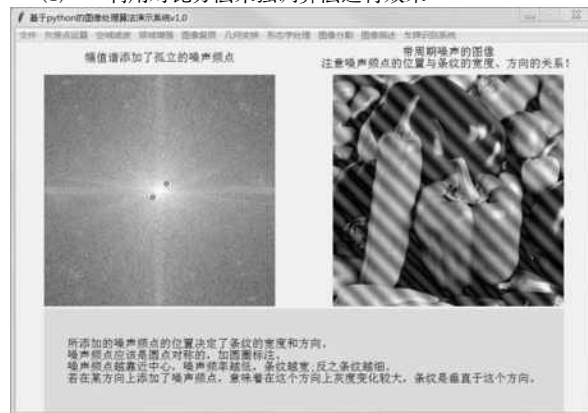 基于python的图像处理算法演示系统v1.0
文件 灰度点运算 空域滤波 频域增强 图像复原 几何变换 形态学处理 图像分割 图像描述 车牌识别系统
幅值谱添加了孤立的噪声频点
带周期噪声的图像
注意噪声频点的位置与条纹的宽度、方向的关系!
所添加的噪声频点的位置决定了条纹的宽度和方向。
噪声频点应该是圆点对称的，加圆圈标注。
噪声频点越靠近中心，噪声频率越低，条纹越宽;反之条纹越细。
若在某方向上添加了噪声频点，意味着在这个方向上灰度变化较大，条纹是垂直于这个方向。